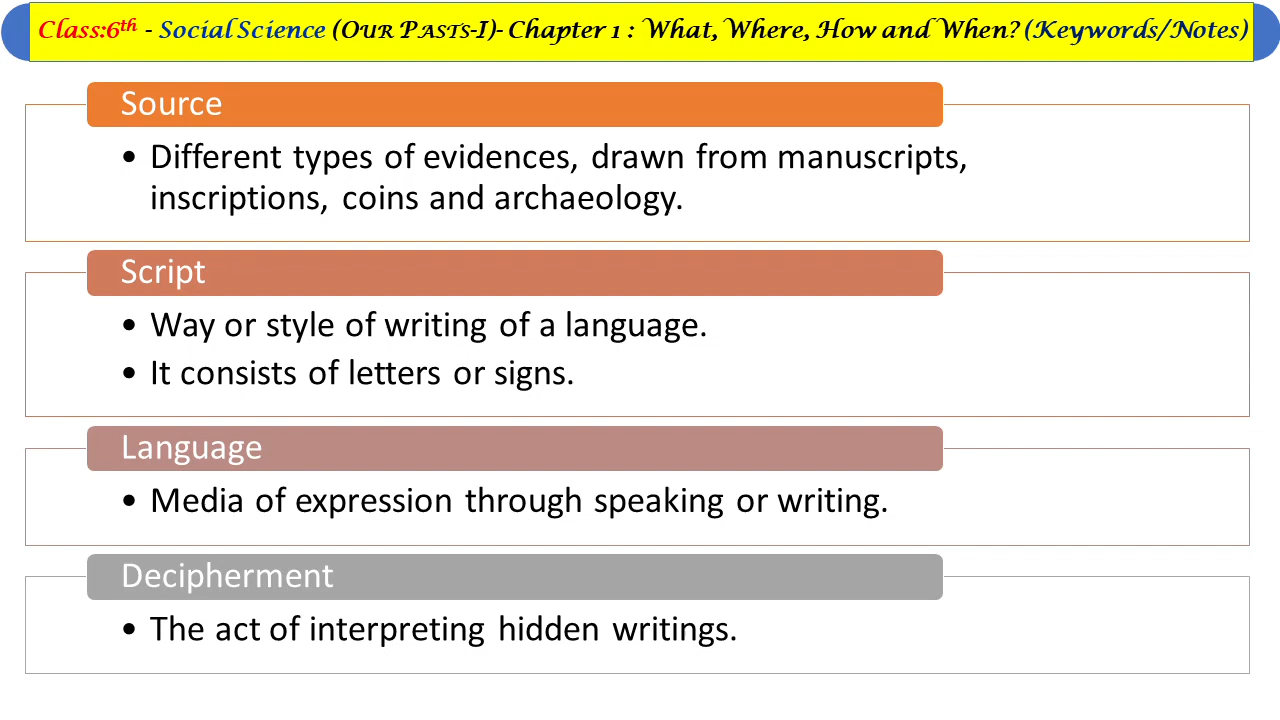 Class:6th - Social Science (Our Pasts-I)- Chapter 1 : What, Where, How and When? (Keywords/Notes)
Source
• Different types of evidences, drawn from manuscripts,
inscriptions, coins and archaeology.
Script
• Way or style of writing of a language.
• It consists of letters or signs.
Language
• Media of expression through speaking or writing.
Decipherment
• The act of interpreting hidden writings.